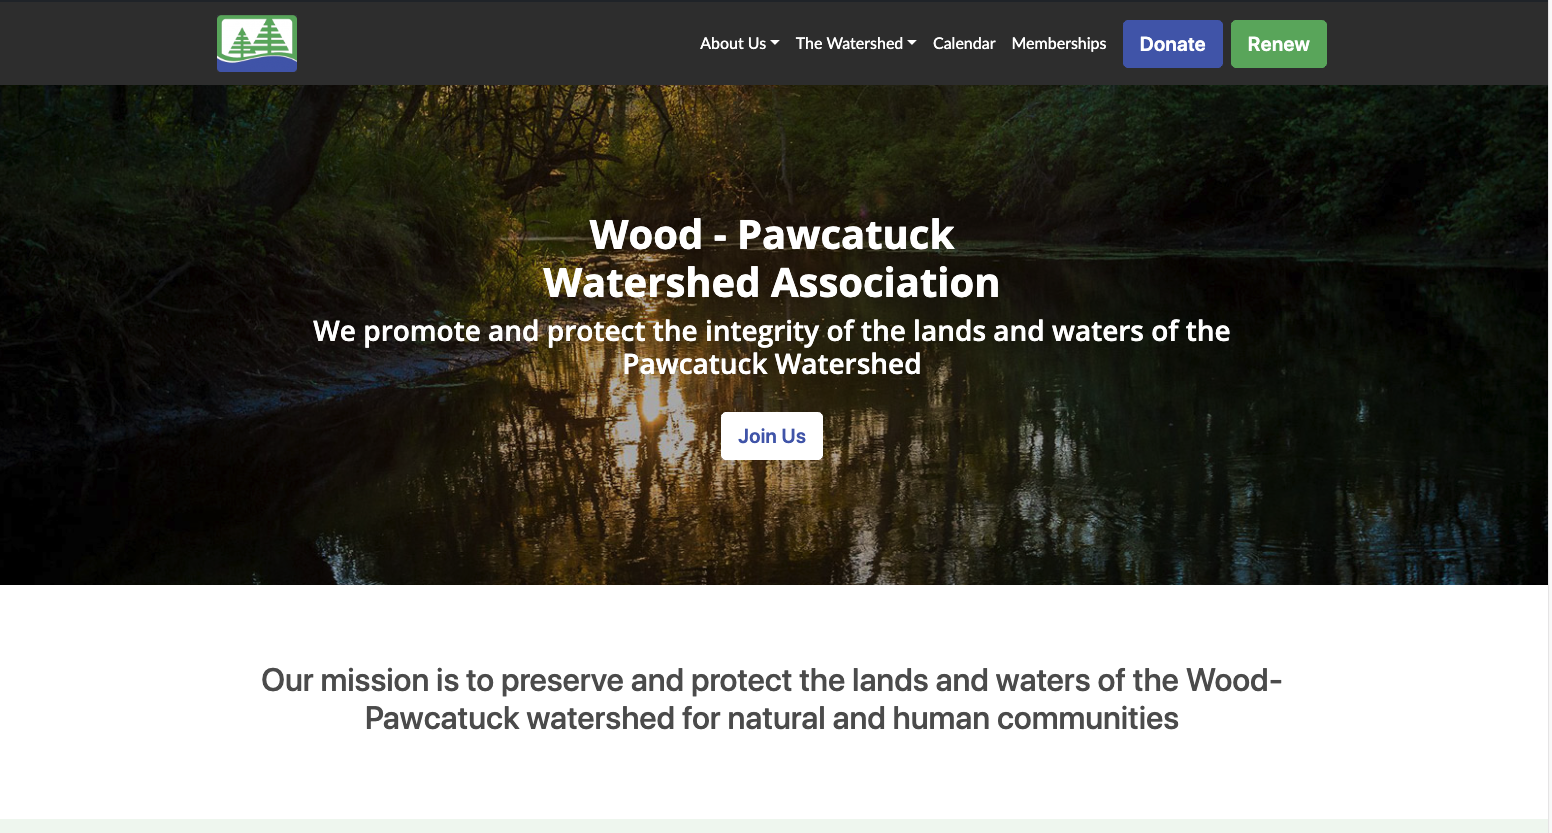 About Us
The Watershed
Calendar
Memberships
Donate
Renew
Wood - Pawcatuck
Watershed Association
We promote and protect the integrity of the lands and waters of the
Pawcatuck Watershed
Join Us
Our mission is to preserve and protect the lands and waters of the Wood-
Pawcatuck watershed for natural and human communities